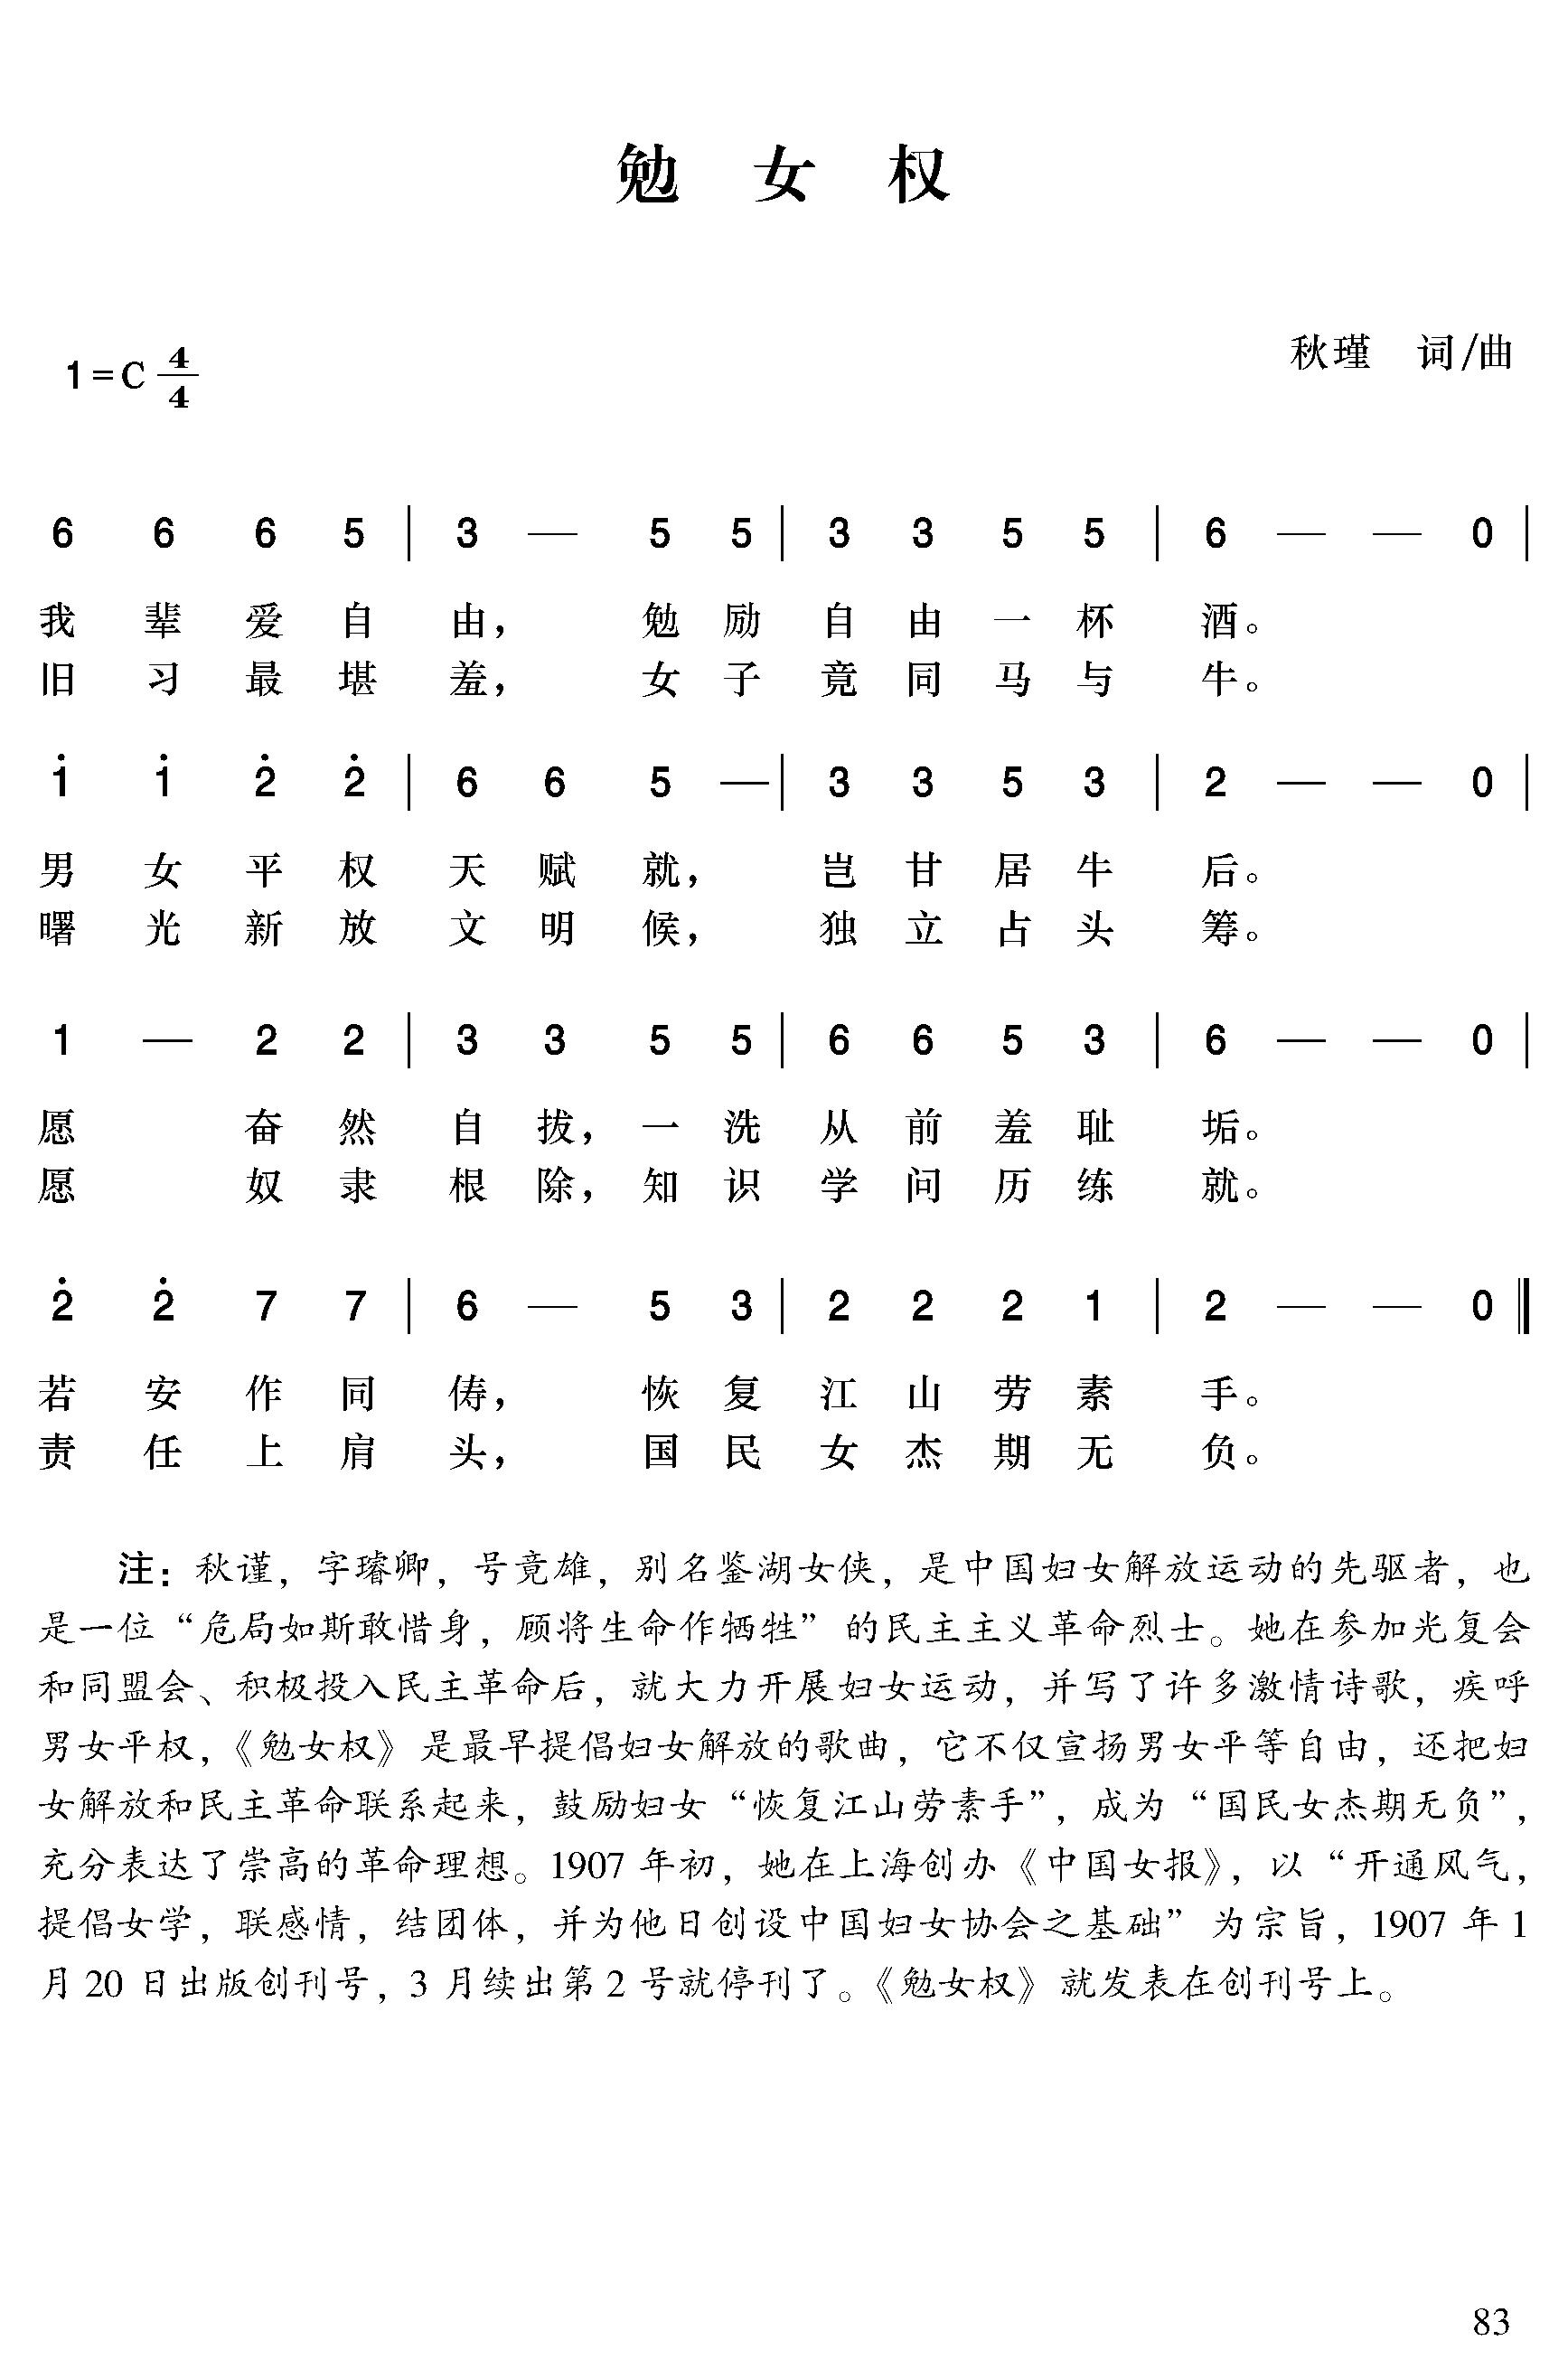 勉 女 权
秋瑾 词/曲
1=C 4/4
6 6 6 5 | 3 — 5 5 | 3 3 5 5 | 6 — — 0 |
我 辈 爱 自 由， 勉 励 自 由 一 杯 酒。
旧 习 最 堪 羞， 女 子 竟 同 马 与 牛。
1̇ 1̇ 2̇ 2̇ | 6 6 5 — | 3 3 5 3 | 2 — — 0 |
男 女 平 权 天 赋 就， 岂 甘 居 牛 后。
曙 光 新 放 文 明 候， 独 立 占 头 筹。
1 — 2 2 | 3 3 5 5 | 6 6 5 3 | 6 — — 0 |
愿 奋 然 自 拔，一 洗 从 前 羞 耻 垢。
愿 奴 隶 根 除，知 识 学 问 历 练 就。
2̇ 2̇ 7 7 | 6 — 5 3 | 2 2 2 1 | 2 — — 0 ‖
若 安 作 同 俦， 恢 复 江 山 劳 素 手。
责 任 上 肩 头， 国 民 女 杰 期 无 负。
注：秋谨，字璿卿，号竞雄，别名鉴湖女侠，是中国妇女解放运动的先驱者，也
是一位“危局如斯敢惜身，顾将生命作牺牲”的民主主义革命烈士。她在参加光复会
和同盟会、积极投入民主革命后，就大力开展妇女运动，并写了许多激情诗歌，疾呼
男女平权，《勉女权》是最早提倡妇女解放的歌曲，它不仅宣扬男女平等自由，还把妇
女解放和民主革命联系起来，鼓励妇女“恢复江山劳素手”，成为“国民女杰期无负”，
充分表达了崇高的革命理想。1907 年初，她在上海创办《中国女报》，以“开通风气，
提倡女学，联感情，结团体，并为他日创设中国妇女协会之基础”为宗旨，1907 年 1
月 20 日出版创刊号，3 月续出第 2 号就停刊了。《勉女权》就发表在创刊号上。
83